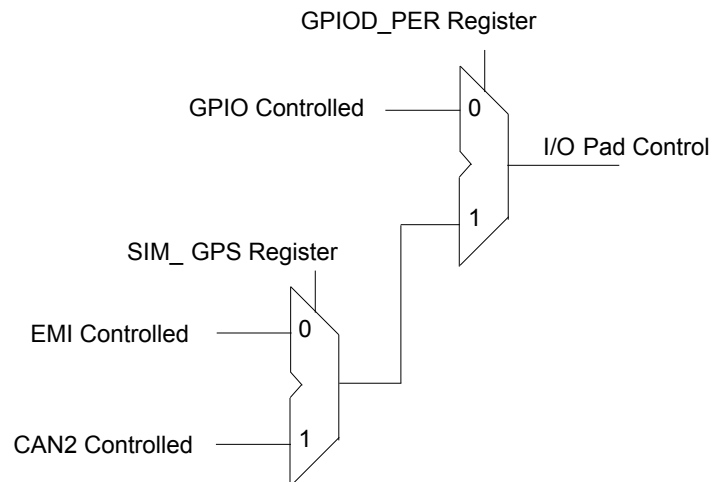 GPIOD_PER Register
GPIO Controlled
0
I/O Pad Control
1
SIM_ GPS Register
EMI Controlled
0
CAN2 Controlled
1